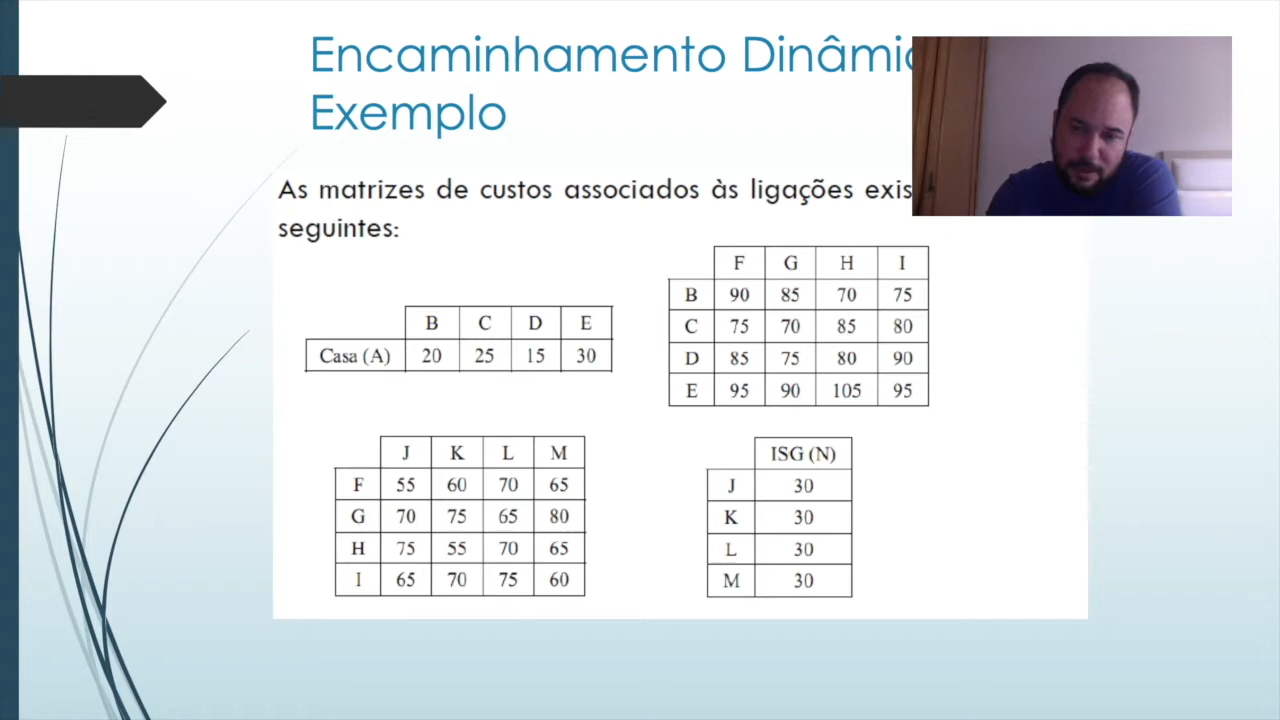 Encaminhamento
Exemplo
As matrizes de custos associados às ligações
seguintes:
B C D E
Casa (A) 20 25 15 30
F G H I
B 90 85 70 75
C 75 70 85 80
D 85 75 80 90
E 95 90 105 95
J K L M
F 55 60 70 65
G 70 75 65 80
H 75 55 70 65
I 65 70 75 60
ISG (N)
J 30
K 30
L 30
M 30